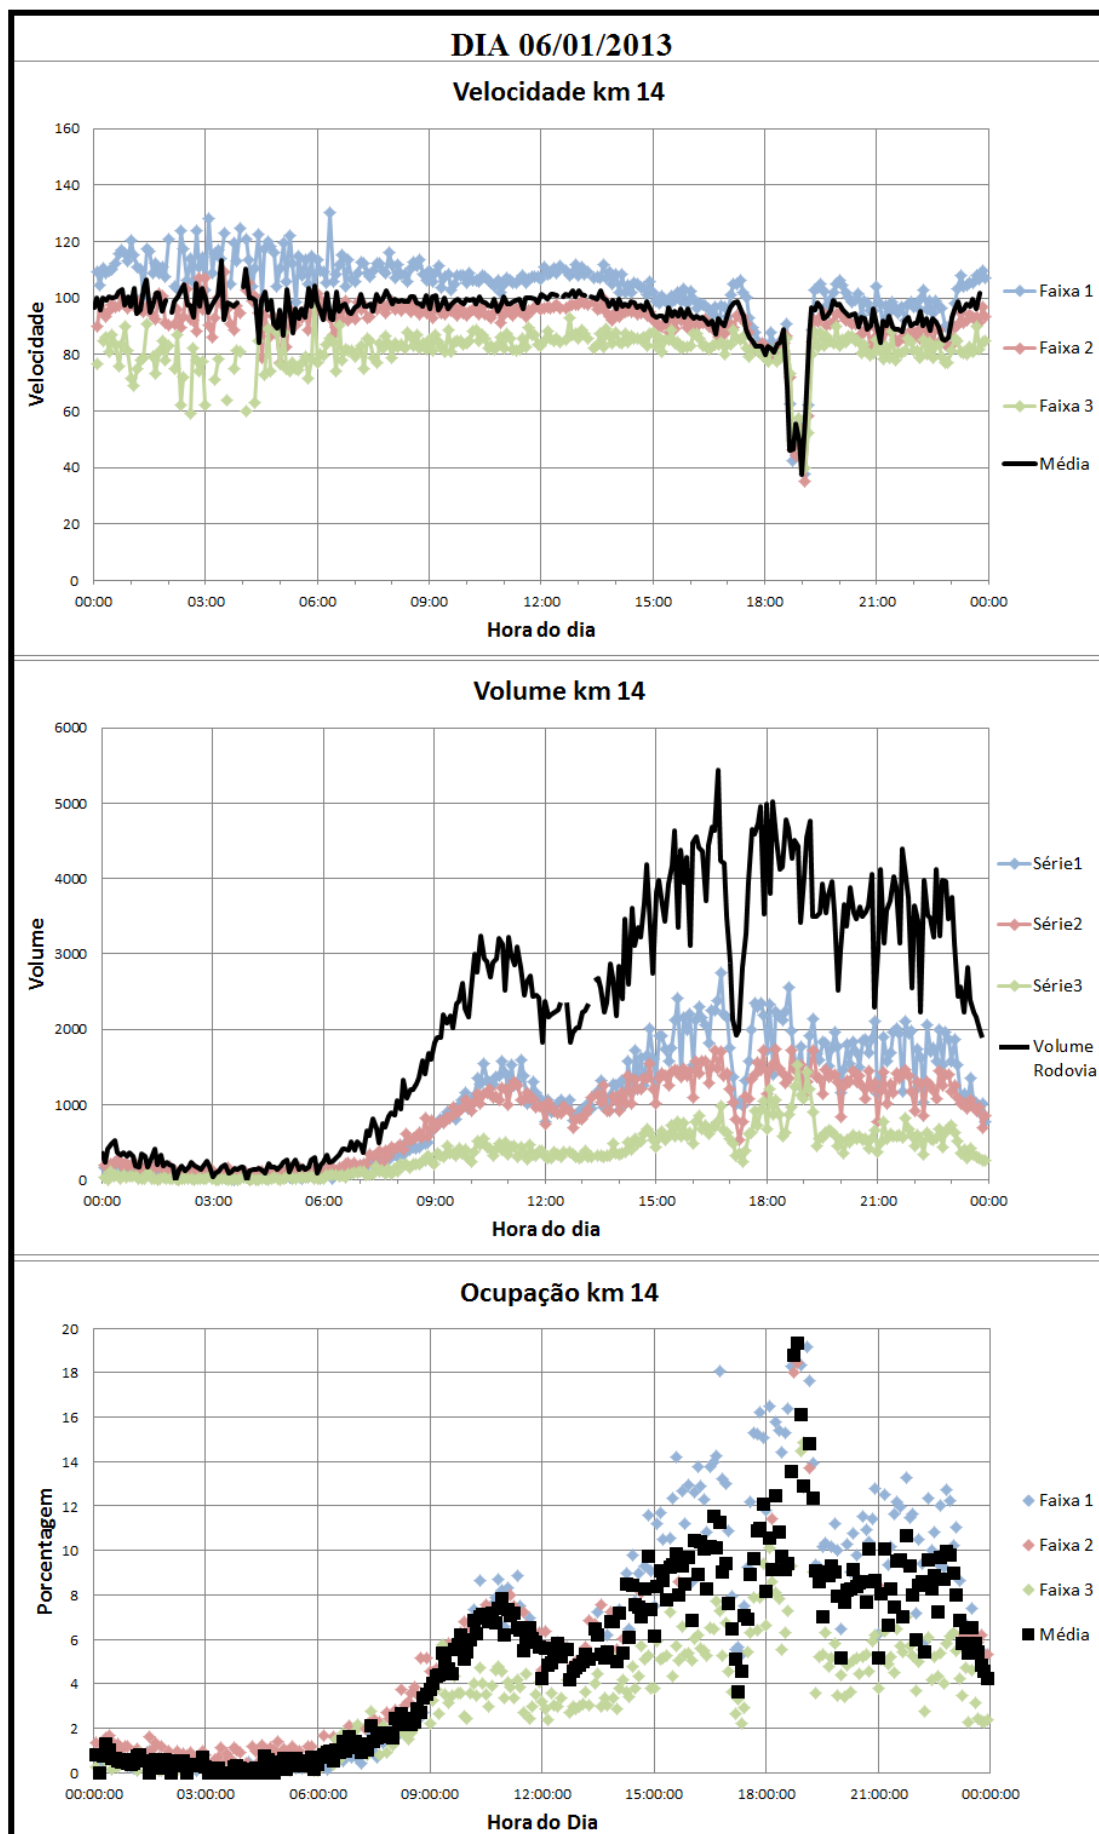 DIA 06/01/2013
Velocidade km 14
160
140
120
100
80
60
40
20
0
Velocidade
00:00 03:00 06:00 09:00 12:00 15:00 18:00 21:00 00:00
Hora do dia
Faixa 1
Faixa 2
Faixa 3
Média
Volume km 14
6000
5000
4000
3000
2000
1000
0
Volume
00:00 03:00 06:00 09:00 12:00 15:00 18:00 21:00 00:00
Hora do dia
Série1
Série2
Série3
Volume
Rodovia
Ocupação km 14
20
18
16
14
12
10
8
6
4
2
0
Porcentagem
00:00:00 03:00:00 06:00:00 09:00:00 12:00:00 15:00:00 18:00:00 21:00:00 00:00:00
Hora do Dia
Faixa 1
Faixa 2
Faixa 3
Média